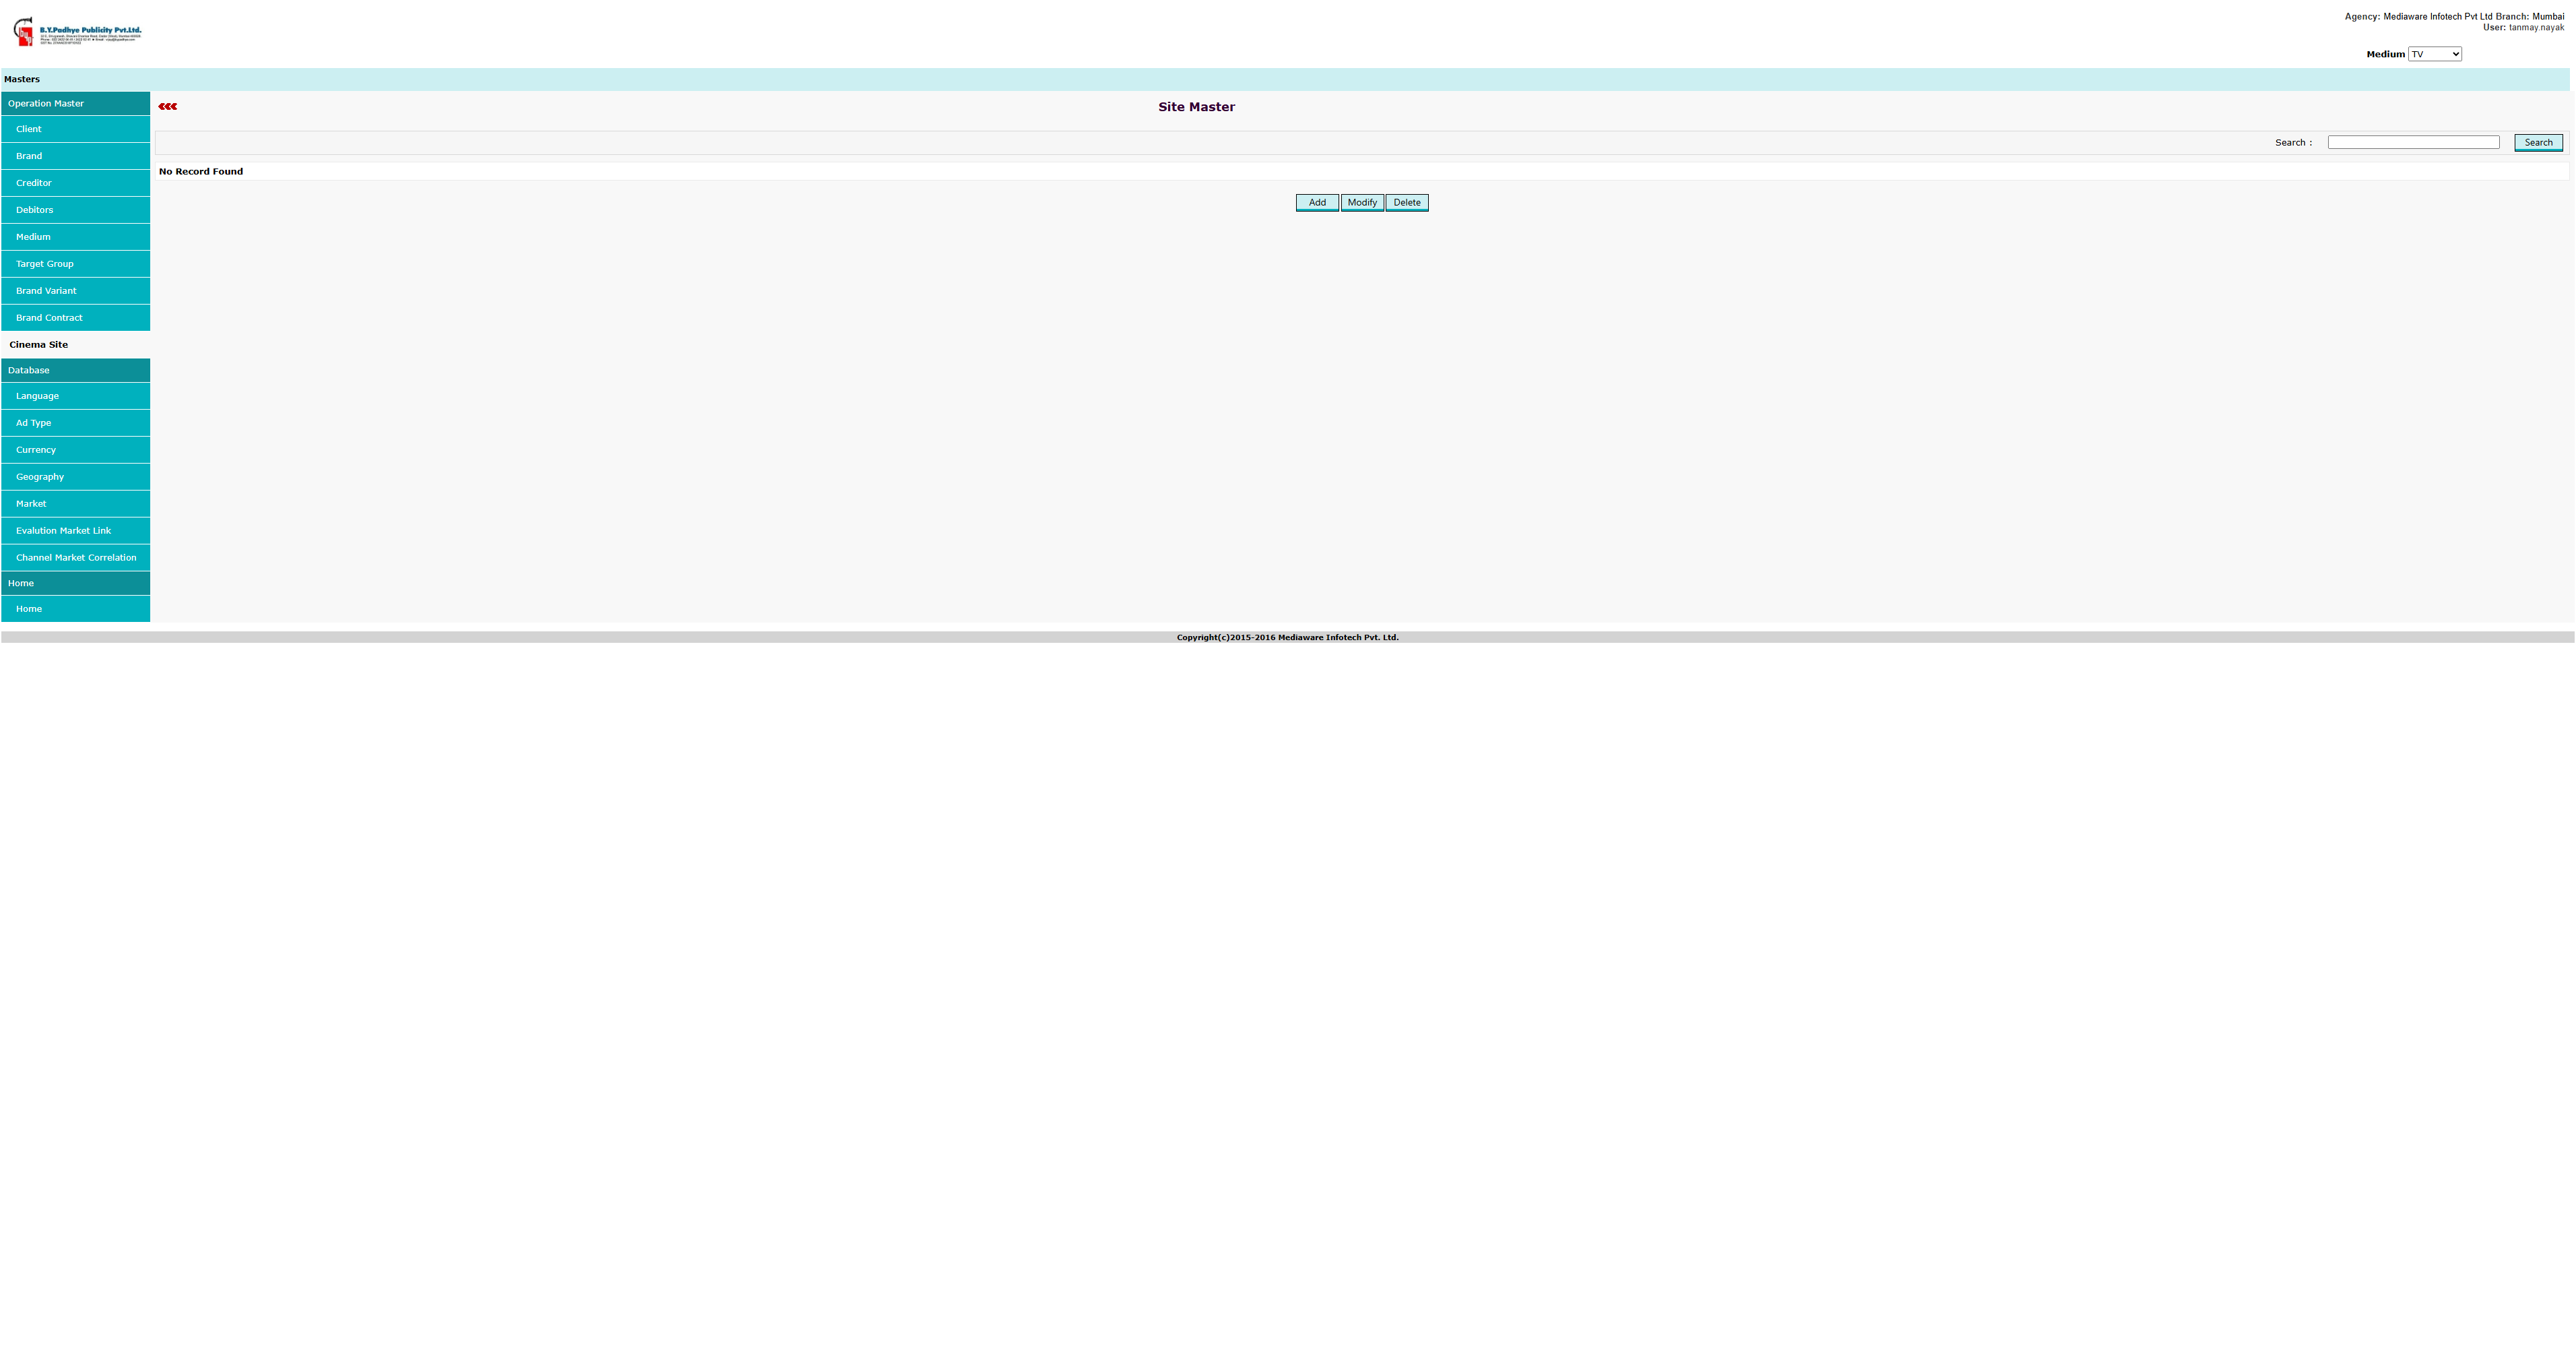 B.Y.Padhye Publicity Pvt.Ltd.
Agency: Mediaware Infotech Pvt Ltd Branch: Mumbai
User: tanmay.nayak
Medium TV
Masters
Operation Master
Client
Brand
Creditor
Debitors
Medium
Target Group
Brand Variant
Brand Contract
Cinema Site
Database
Language
Ad Type
Currency
Geography
Market
Evalution Market Link
Channel Market Correlation
Home
Home
Site Master
Search : Search
No Record Found
Add Modify Delete
Copyright(c)2015-2016 Mediaware Infotech Pvt. Ltd.